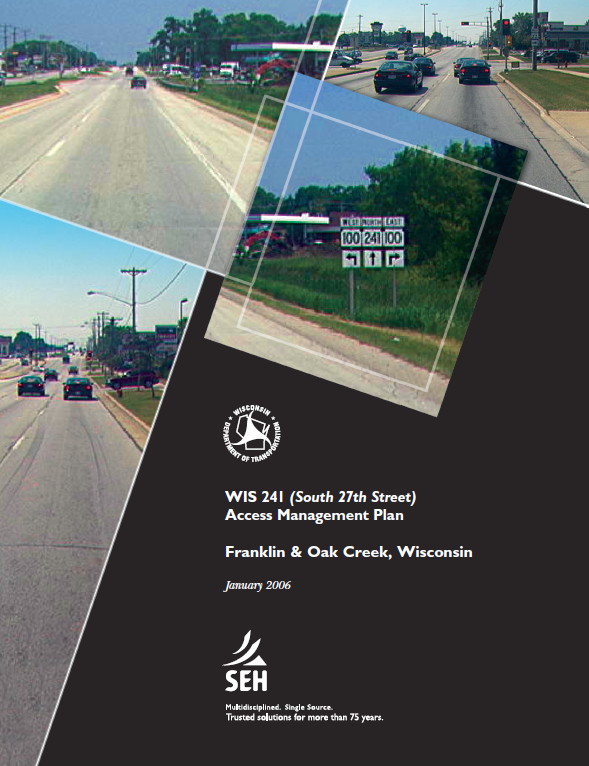 WEST NORTH EAST
100 241 100
WISCONSIN
DEPARTMENT OF TRANSPORTATION
WIS 241 (South 27th Street)
Access Management Plan
Franklin & Oak Creek, Wisconsin
January 2006
SEH
Multidisciplined. Single Source.
Trusted solutions for more than 75 years.